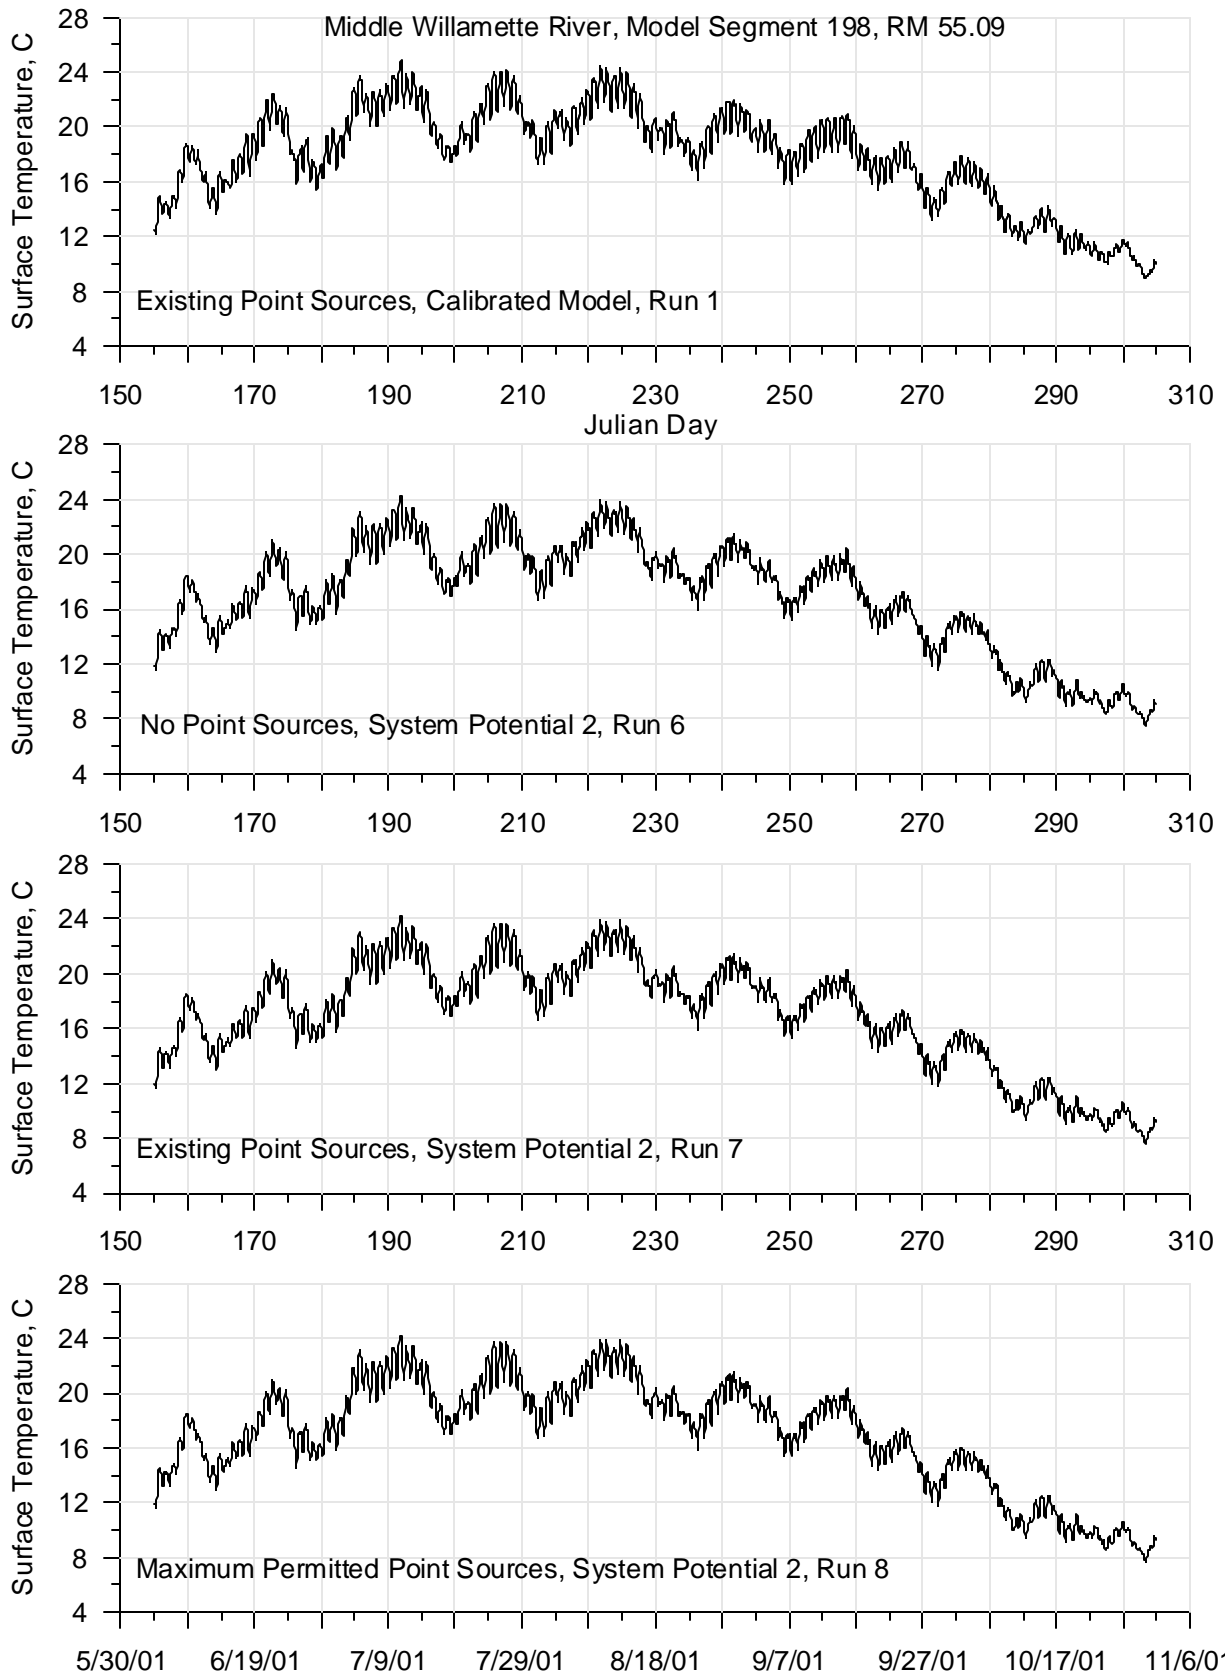 Middle Willamette River, Model Segment 198, RM 55.09
28
24
20
16
12
8
4
Surface Temperature, C
Existing Point Sources, Calibrated Model, Run 1
150 170 190 210 230 250 270 290 310
Julian Day
28
24
20
16
12
8
4
Surface Temperature, C
No Point Sources, System Potential 2, Run 6
150 170 190 210 230 250 270 290 310
28
24
20
16
12
8
4
Surface Temperature, C
Existing Point Sources, System Potential 2, Run 7
150 170 190 210 230 250 270 290 310
28
24
20
16
12
8
4
Surface Temperature, C
Maximum Permitted Point Sources, System Potential 2, Run 8
5/30/01 6/19/01 7/9/01 7/29/01 8/18/01 9/7/01 9/27/01 10/17/01 11/6/01